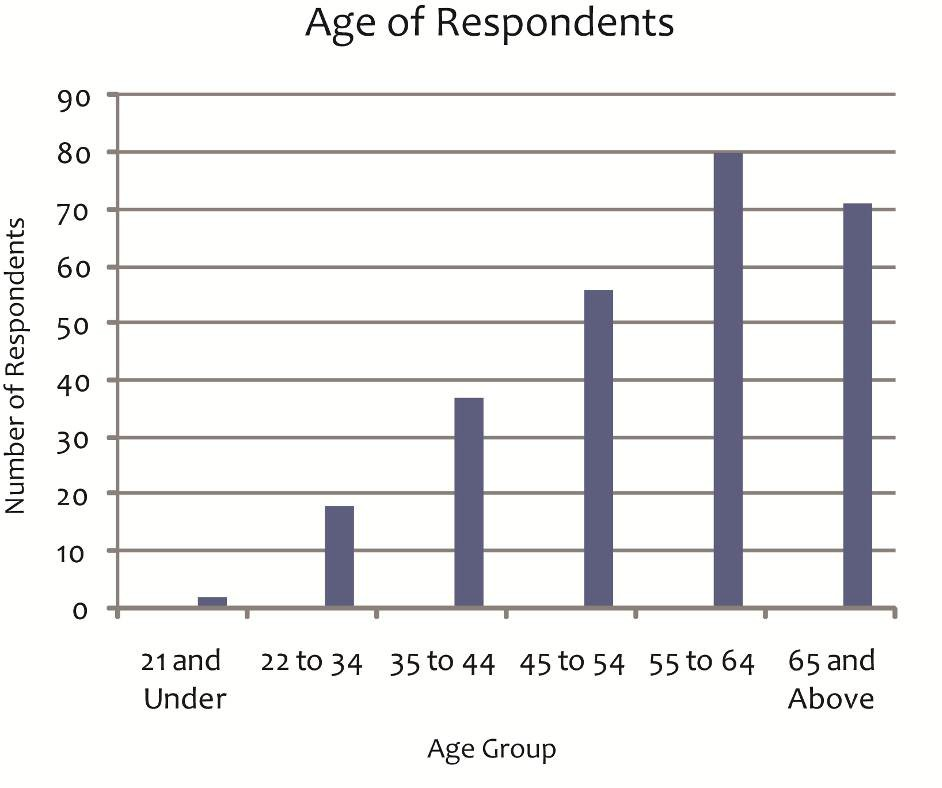 Age of Respondents
90
80
70
60
50
40
30
20
10
0
Number of Respondents
21 and
Under
22 to 34
35 to 44
45 to 54
55 to 64
65 and
Above
Age Group